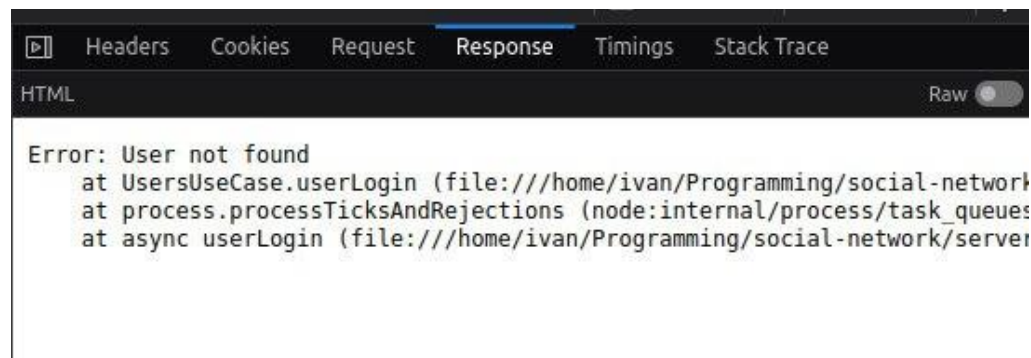 Headers Cookies Request Response Timings Stack Trace
HTML Raw
Error: User not found
at UsersUseCase.userLogin (file:///home/ivan/Programming/social-network
at process.processTicksAndRejections (node:internal/process/task_queues
at async userLogin (file:///home/ivan/Programming/social-network/server